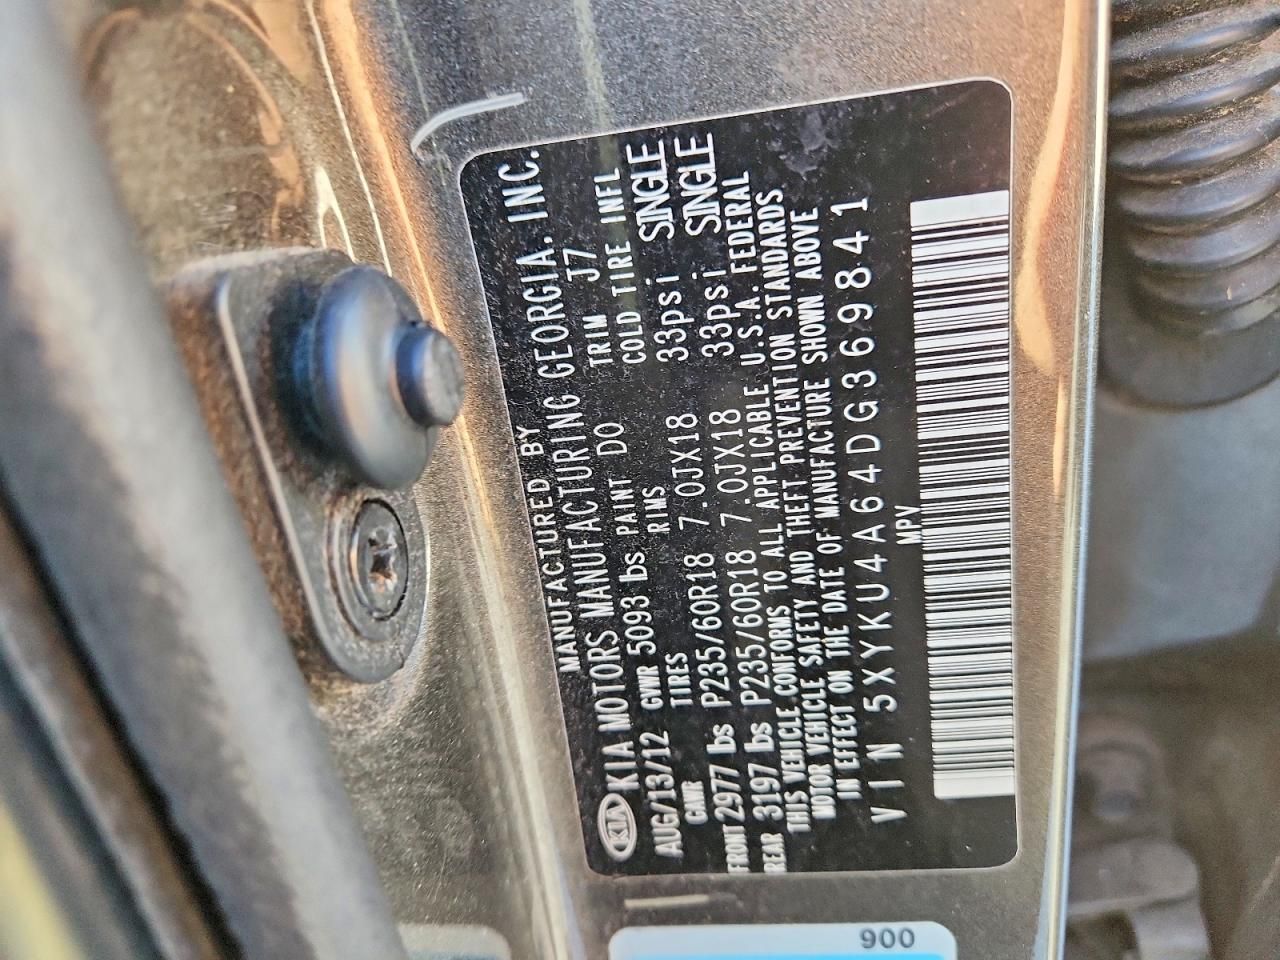 MANUFACTURED BY
KIA KIA MOTORS MANUFACTURING GEORGIA. INC.
AUG/13/12 GVWR 5093 lbs PAINT DO TRIM J7
GAWR TIRES RIMS COLD TIRE INFL
FRONT 2977 lbs P235/60R18 7.0JX18 33psi SINGLE
REAR 3197 lbs P235/60R18 7.0JX18 33psi SINGLE
THIS VEHICLE CONFORMS TO ALL APPLICABLE U.S.A. FEDERAL
MOTOR VEHICLE SAFETY AND THEFT PREVENTION STANDARDS
IN EFFECT ON THE DATE OF MANUFACTURE SHOWN ABOVE
VIN 5XYKU4A64DG369841
MPV
900